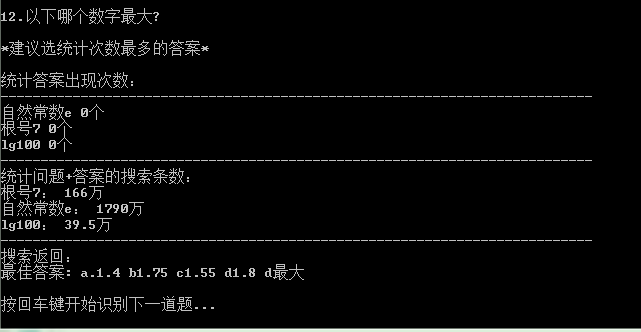 12.以下哪个数字最大?
*建议选统计次数最多的答案*
统计答案出现次数:
--------------------------------------------------------------------------
自然常数e 0个
根号7 0个
lg100 0个
--------------------------------------------------------------------------
统计问题+答案的搜索条数:
根号7: 166万
自然常数e: 1790万
lg100: 39.5万
--------------------------------------------------------------------------
搜索返回:
最佳答案: a.1.4 b1.75 c1.55 d1.8 d最大
按回车键开始识别下一道题...